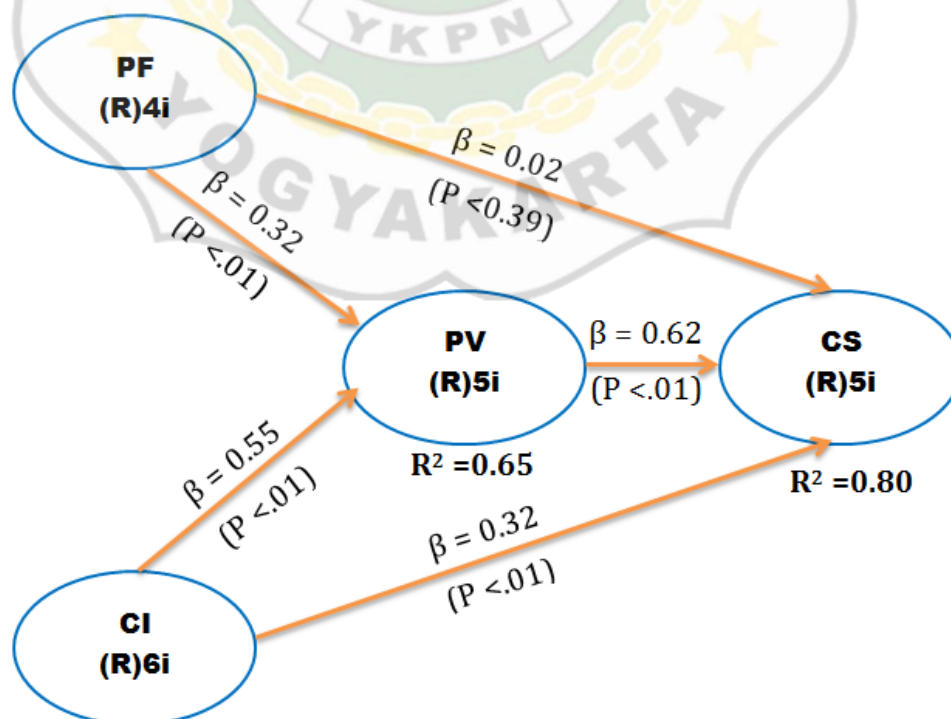 YKPN
YOGYAKARTA
PF
(R)4i
β = 0.02
(P <0.39)
β = 0.32
(P <.01)
PV
(R)5i
R² =0.65
β = 0.62
(P <.01)
CS
(R)5i
R² =0.80
β = 0.55
(P <.01)
β = 0.32
(P <.01)
CI
(R)6i